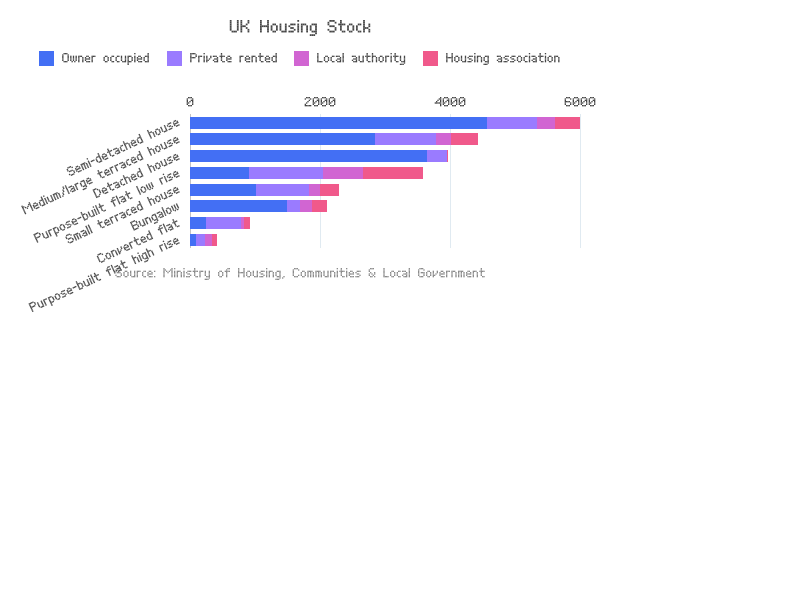 UK Housing Stock
Owner occupied Private rented Local authority Housing association
0 2000 4000 6000
Semi-detached house
Medium/large terraced house
Detached house
Purpose-built flat low rise
Small terraced house
Bungalow
Converted flat
Purpose-built flat high rise
Source: Ministry of Housing, Communities & Local Government